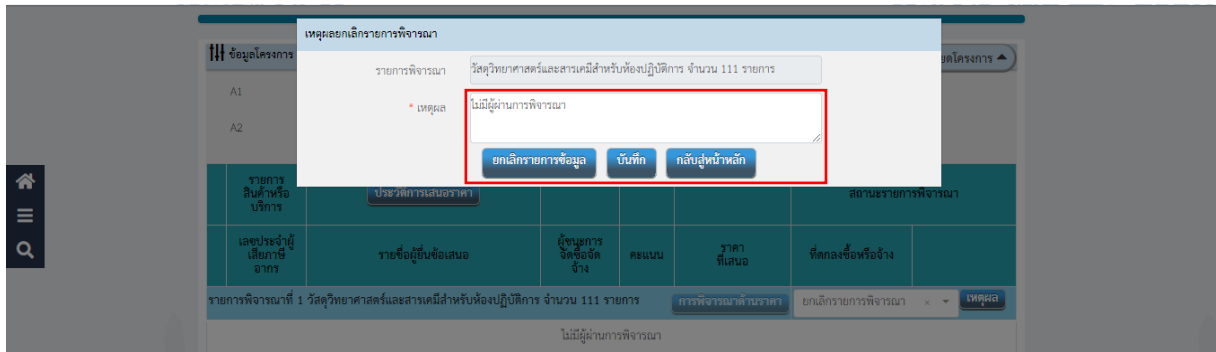 เหตุผลยกเลิกรายการพิจารณา
ข้อมูลโครงการ
ยดโครงการ
รายการพิจารณา
วัสดุวิทยาศาสตร์และสารเคมีสำหรับห้องปฏิบัติการ จำนวน 111 รายการ
A1
* เหตุผล
ไม่มีผู้ผ่านการพิจารณา
A2
ยกเลิกรายการข้อมูล บันทึก กลับสู่หน้าหลัก
รายการ
สินค้าหรือ
บริการ
ประวัติการเสนอราคา
สถานะรายการพิจารณา
เลขประจำผู้
เสียภาษี
อากร
รายชื่อผู้ยื่นข้อเสนอ
ผู้ชนะการ
จัดซื้อจัด
จ้าง
คะแนน
ราคา
ที่เสนอ
ที่ตกลงซื้อหรือจ้าง
รายการพิจารณาที่ 1 วัสดุวิทยาศาสตร์และสารเคมีสำหรับห้องปฏิบัติการ จำนวน 111 รายการ การพิจารณาด้านราคา ยกเลิกรายการพิจารณา × เหตุผล
ไม่มีผู้ผ่านการพิจารณา